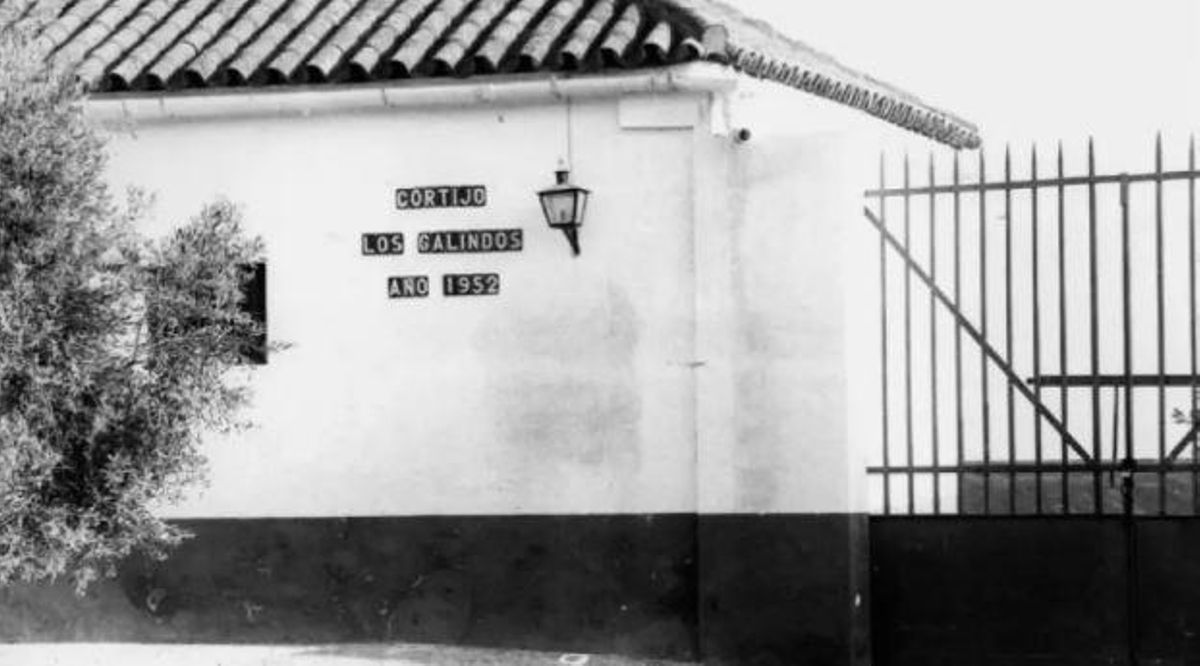 CORTIJO
LOS GALINDOS
AÑO 1952